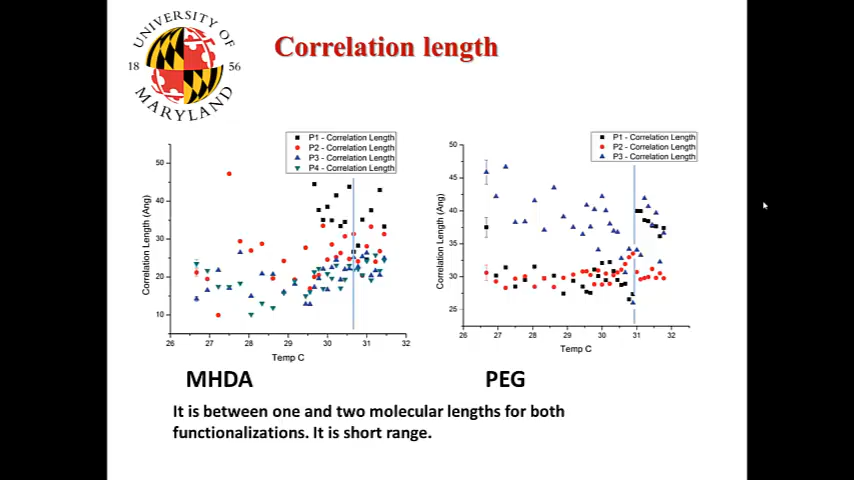 UNIVERSITY OF
18 56
MARYLAND
Correlation length
P1 - Correlation Length
P2 - Correlation Length
P3 - Correlation Length
P4 - Correlation Length
Correlation Length (Ang)
50
40
30
20
10
26 27 28 29 30 31 32
Temp C
P1 - Correlation Length
P2 - Correlation Length
P3 - Correlation Length
Correlation Length (Ang)
50
45
40
35
30
25
26 27 28 29 30 31 32
Temp C
MHDA
PEG
It is between one and two molecular lengths for both
functionalizations. It is short range.